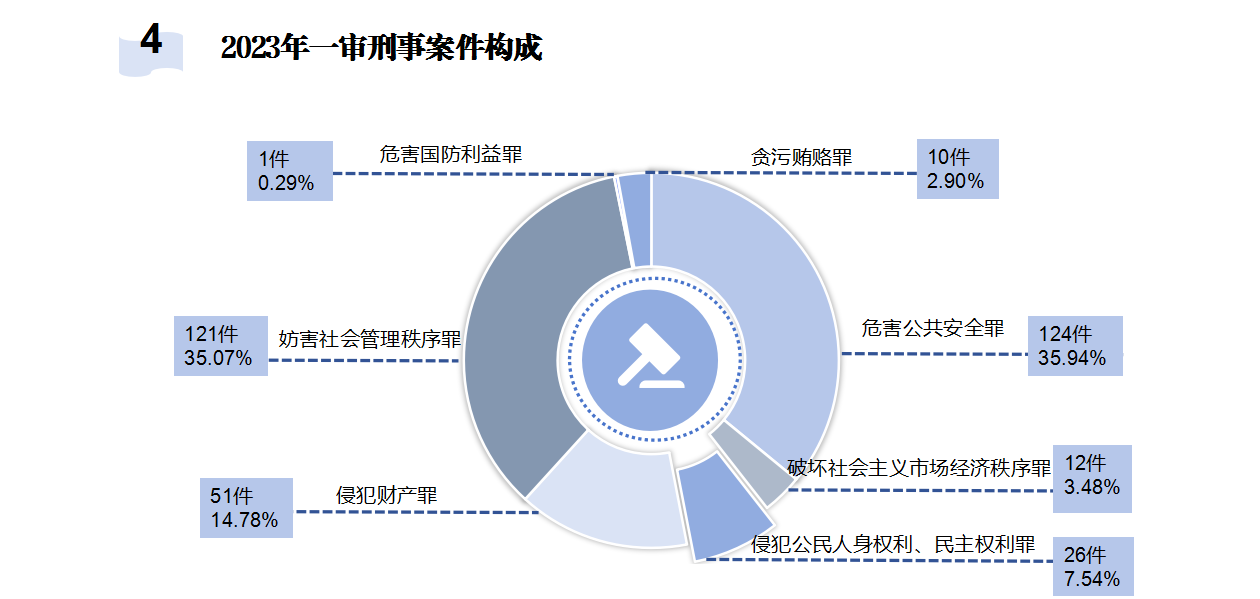 4
2023年一审刑事案件构成
1件
0.29%
危害国防利益罪
贪污贿赂罪
10件
2.90%
121件
35.07%
妨害社会管理秩序罪
危害公共安全罪
124件
35.94%
51件
14.78%
侵犯财产罪
破坏社会主义市场经济秩序罪
12件
3.48%
侵犯公民人身权利、民主权利罪
26件
7.54%